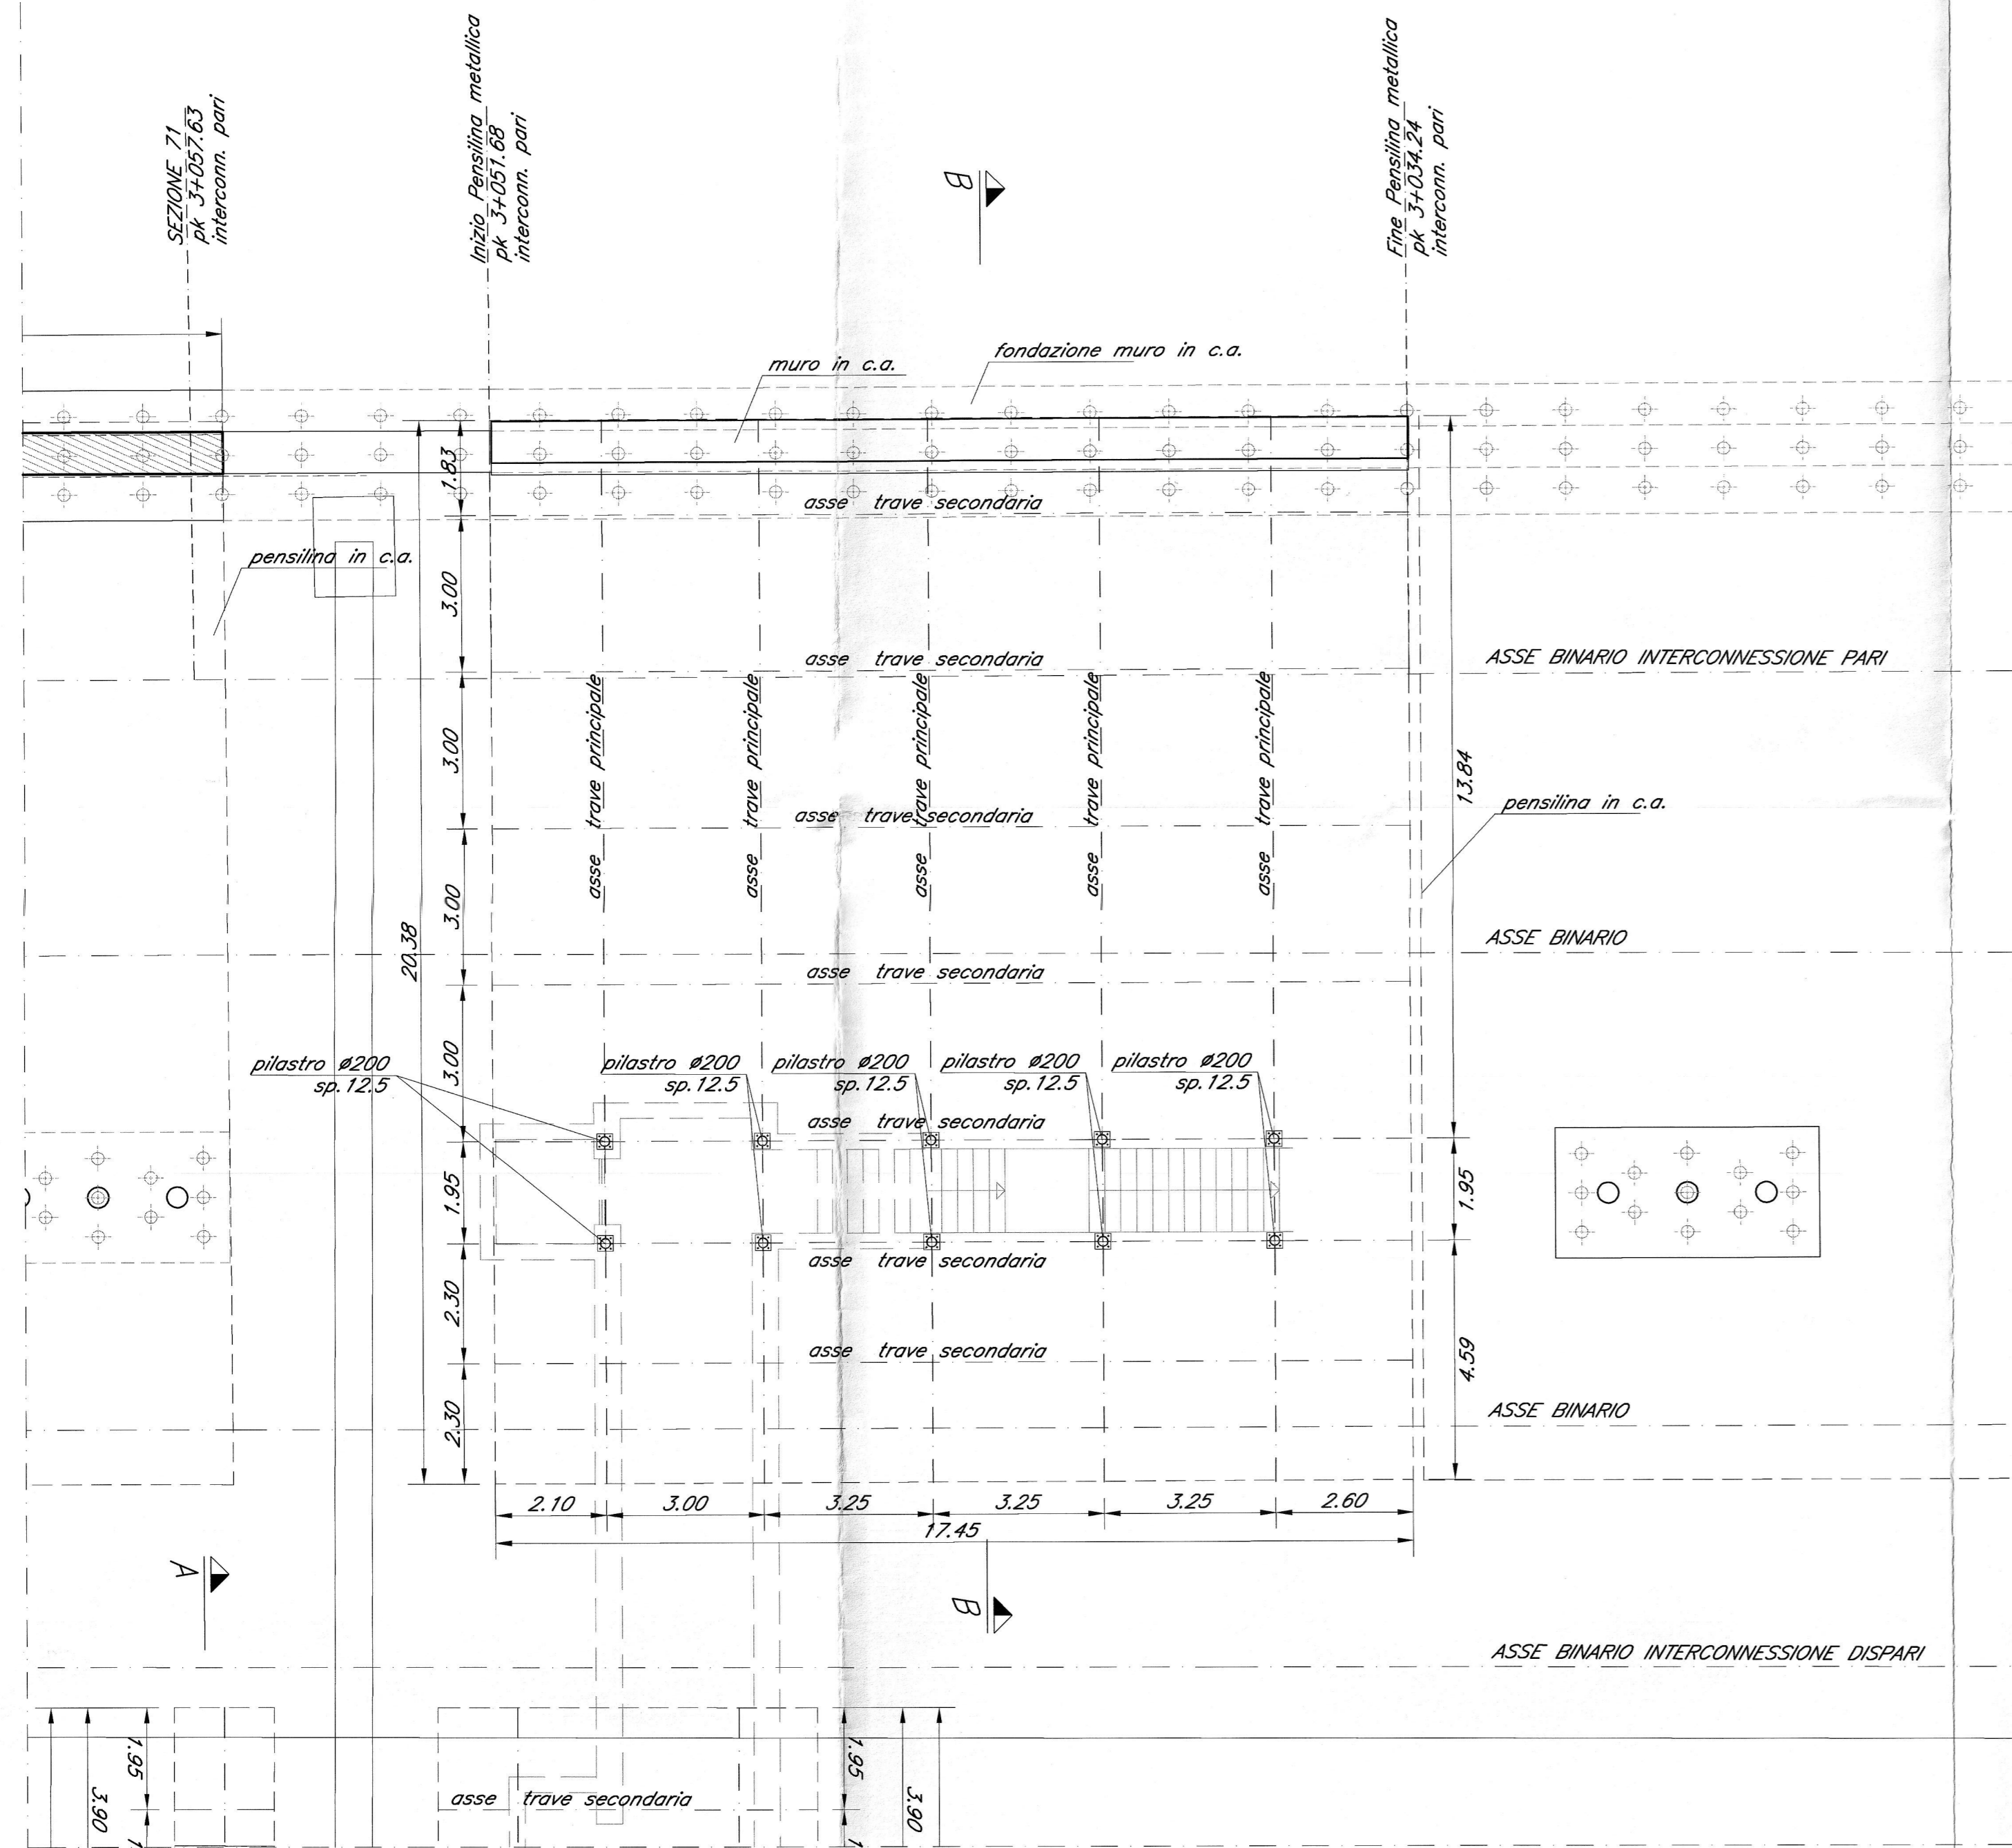 SEZIONE 71
pk 3+057.63
interconn. pari
Inizio Pensilina metallica
pk 3+051.68
interconn. pari
B
Fine Pensilina metallica
pk 3+034.24
interconn. pari
muro in c.a.
fondazione muro in c.a.
1.83
asse trave secondaria
pensilina in c.a.
3.00
asse trave secondaria
ASSE BINARIO INTERCONNESSIONE PARI
asse trave principale
asse trave principale
asse trave principale
asse trave principale
asse trave principale
3.00
13.84
pensilina in c.a.
asse trave secondaria
3.00
20.38
ASSE BINARIO
asse trave secondaria
3.00
pilastro ø200
sp.12.5
pilastro ø200
sp.12.5
pilastro ø200
sp.12.5
pilastro ø200
sp.12.5
pilastro ø200
sp.12.5
asse trave secondaria
1.95
1.95
asse trave secondaria
2.30
asse trave secondaria
4.59
2.30
ASSE BINARIO
2.10
3.00
3.25
3.25
3.25
2.60
17.45
A
B
ASSE BINARIO INTERCONNESSIONE DISPARI
1.95
3.90
1
asse trave secondaria
1.95
3.90
1